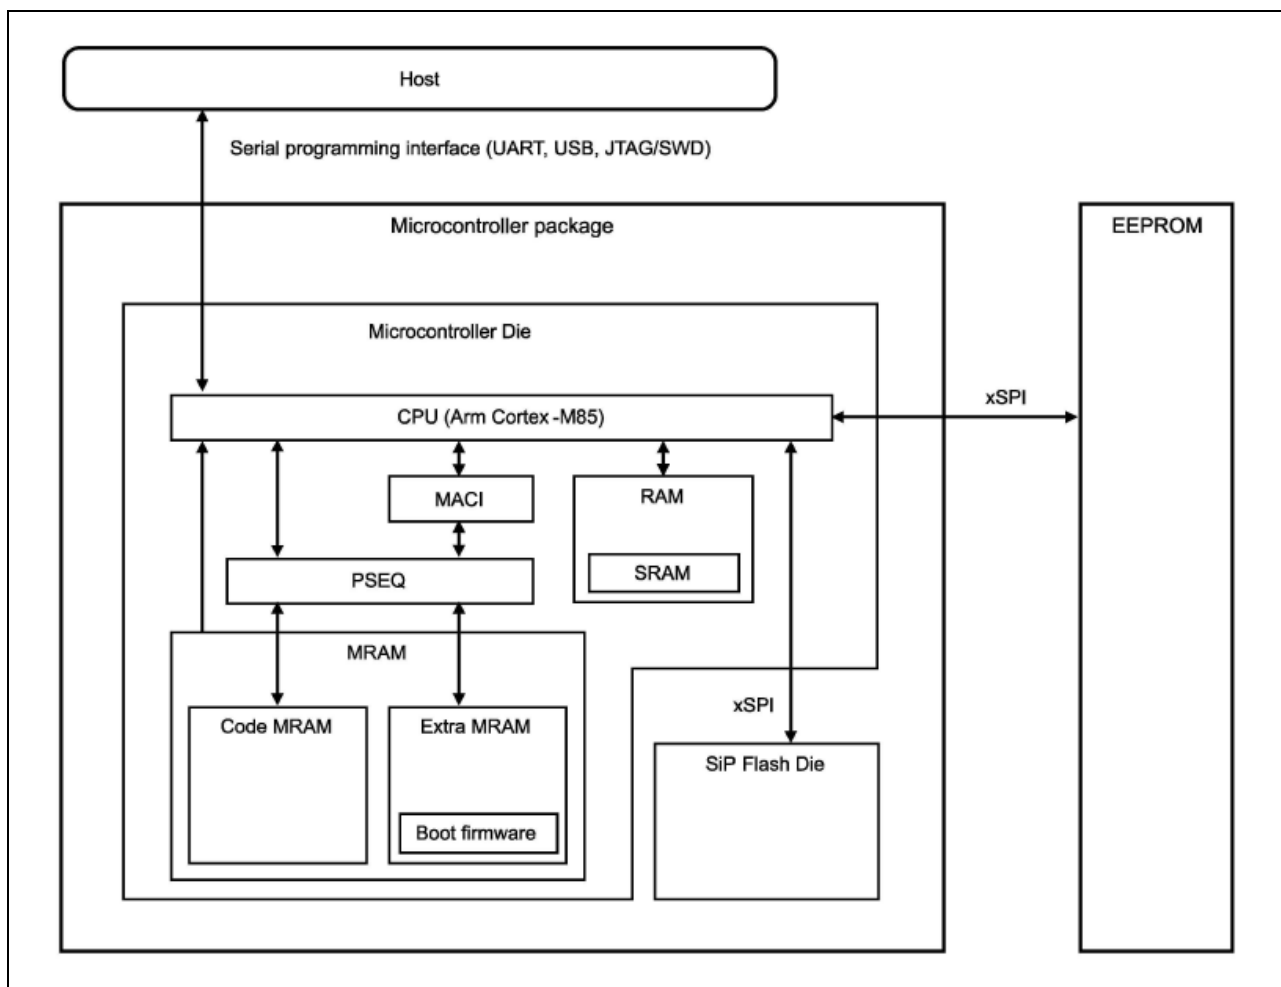 Host
Serial programming interface (UART, USB, JTAG/SWD)
Microcontroller package
EEPROM
Microcontroller Die
xSPI
CPU (Arm Cortex-M85)
MACI
RAM
PSEQ
SRAM
MRAM
xSPI
Code MRAM
Extra MRAM
SiP Flash Die
Boot firmware